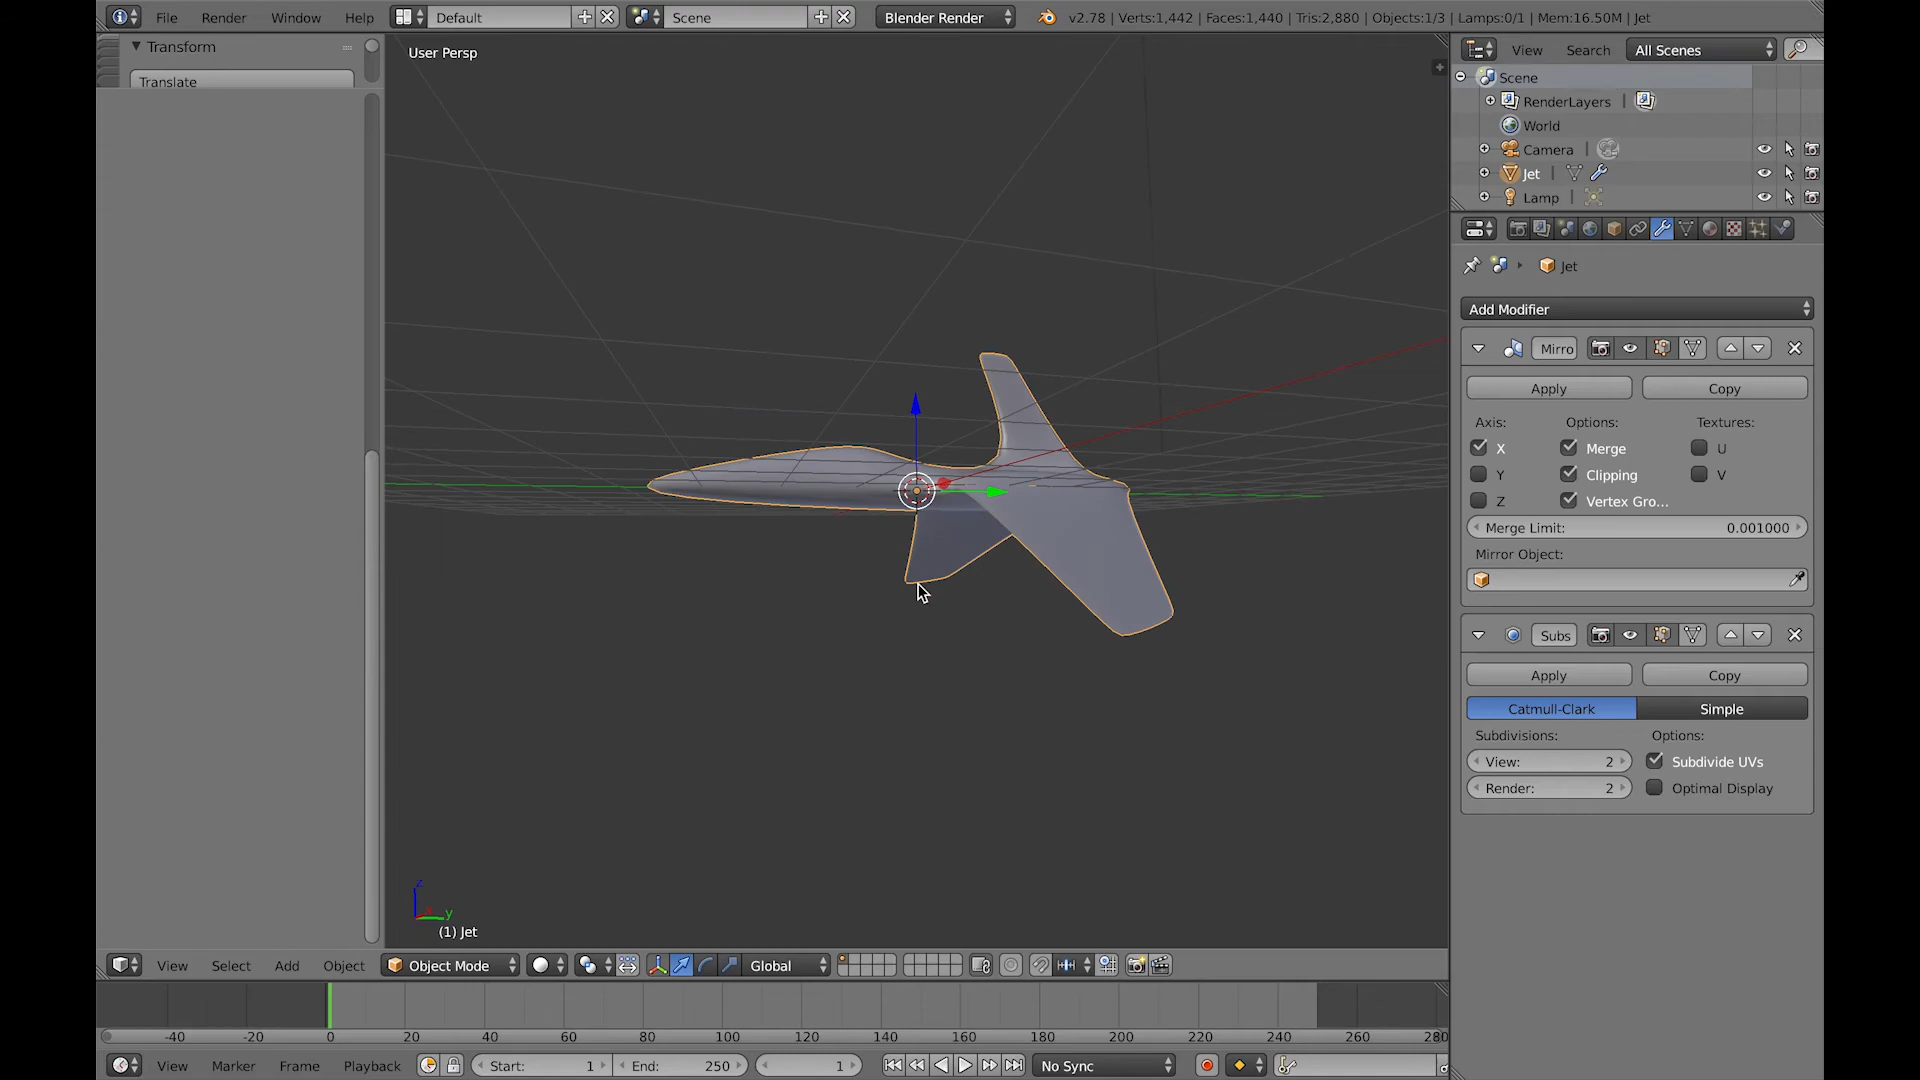 File Render Window Help Default Scene Blender Render v2.78 | Verts:1,442 | Faces:1,440 | Tris:2,880 | Objects:1/3 | Lamps:0/1 | Mem:16.50M | Jet
Transform
Translate
User Persp
View Search All Scenes
Scene
RenderLayers
World
Camera
Jet
Lamp
Jet
Add Modifier
Mirro
Apply Copy
Axis: Options: Textures:
X Merge U
Y Clipping V
Z Vertex Gro...
Merge Limit: 0.001000
Mirror Object:
Subs
Apply Copy
Catmull-Clark Simple
Subdivisions: Options:
View: 2 Subdivide UVs
Render: 2 Optimal Display
z
y
(1) Jet
View Select Add Object Object Mode Global
-40 -20 0 20 40 60 80 100 120 140 160 180 200 220 240 260 280
View Marker Frame Playback Start: 1 End: 250 1 No Sync